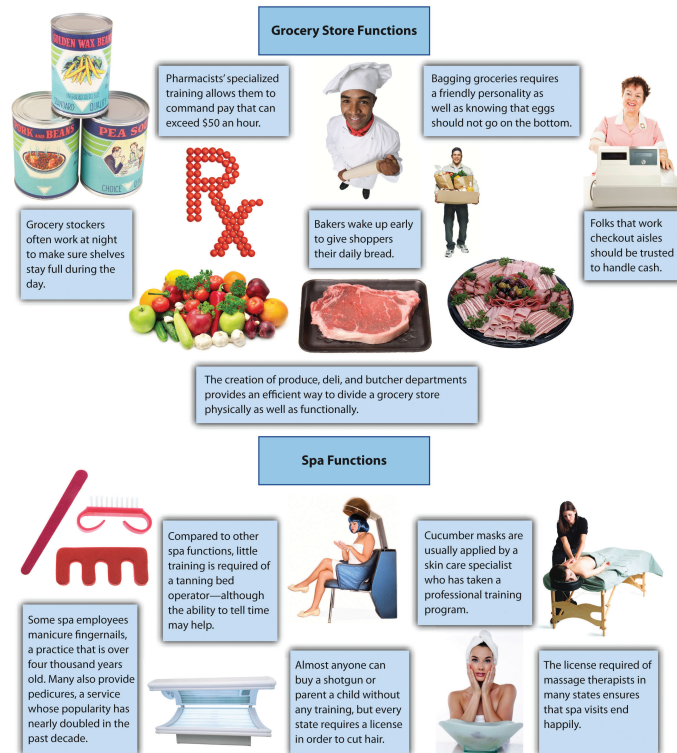 Grocery Store Functions
GOLDEN WAX BEANS
STANDARD QUALITY
PORK AND BEANS
PEA SOUP
CHOICE
Pharmacists' specialized
training allows them to
command pay that can
exceed $50 an hour.
Bagging groceries requires
a friendly personality as
well as knowing that eggs
should not go on the bottom.
Rx
Grocery stockers
often work at night
to make sure shelves
stay full during the
day.
Bakers wake up early
to give shoppers
their daily bread.
Folks that work
checkout aisles
should be trusted
to handle cash.
The creation of produce, deli, and butcher departments
provides an efficient way to divide a grocery store
physically as well as functionally.
Spa Functions
Compared to other
spa functions, little
training is required of
a tanning bed
operator—although
the ability to tell time
may help.
Cucumber masks are
usually applied by a
skin care specialist
who has taken a
professional training
program.
Some spa employees
manicure fingernails,
a practice that is over
four thousand years
old. Many also provide
pedicures, a service
whose popularity has
nearly doubled in the
past decade.
Almost anyone can
buy a shotgun or
parent a child without
any training, but every
state requires a license
in order to cut hair.
The license required of
massage therapists in
many states ensures
that spa visits end
happily.